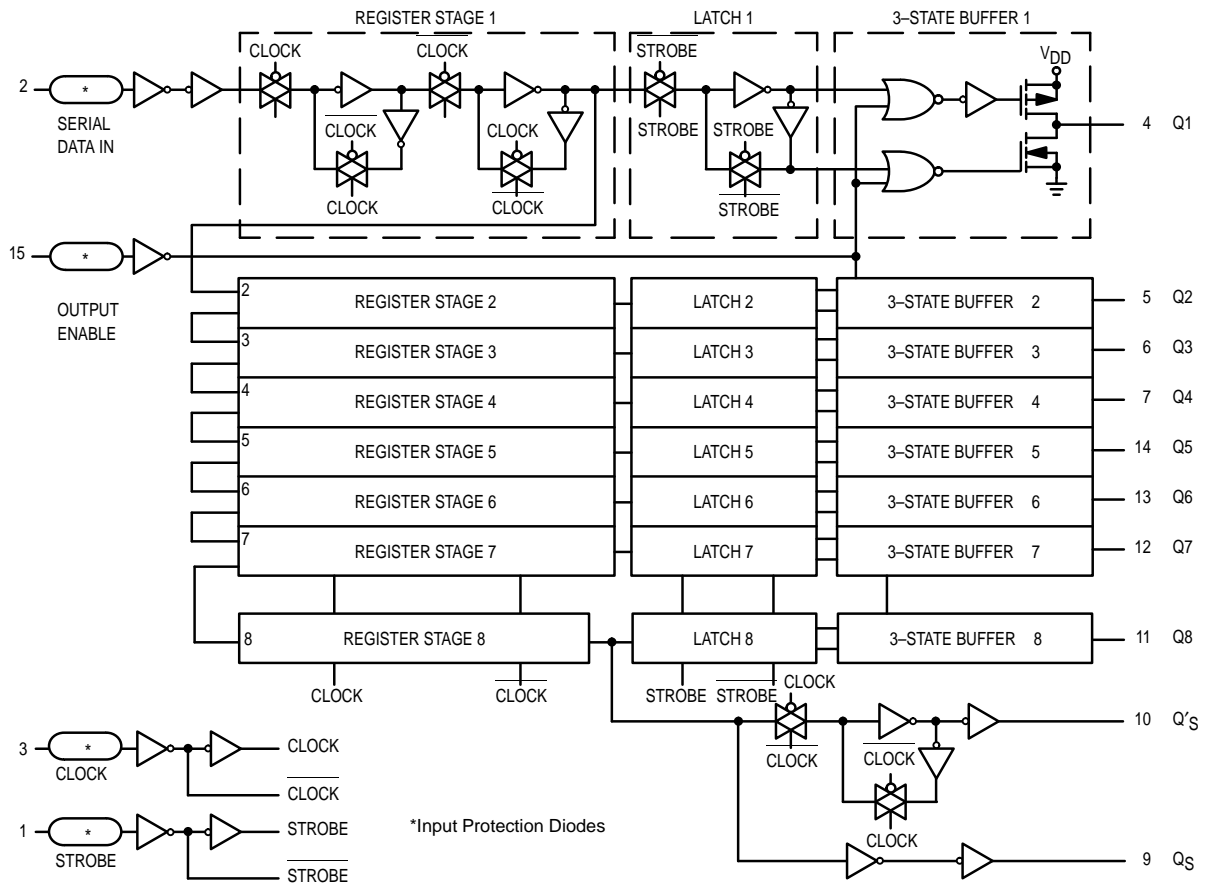 REGISTER STAGE 1
LATCH 1
3–STATE BUFFER 1
CLOCK
CLOCK
STROBE
VDD
2
*
SERIAL
DATA IN
CLOCK
CLOCK
STROBE
STROBE
4 Q1
CLOCK
CLOCK
STROBE
15
*
OUTPUT
ENABLE
2
REGISTER STAGE 2
LATCH 2
3–STATE BUFFER 2
5 Q2
3
REGISTER STAGE 3
LATCH 3
3–STATE BUFFER 3
6 Q3
4
REGISTER STAGE 4
LATCH 4
3–STATE BUFFER 4
7 Q4
5
REGISTER STAGE 5
LATCH 5
3–STATE BUFFER 5
14 Q5
6
REGISTER STAGE 6
LATCH 6
3–STATE BUFFER 6
13 Q6
7
REGISTER STAGE 7
LATCH 7
3–STATE BUFFER 7
12 Q7
8
REGISTER STAGE 8
LATCH 8
3–STATE BUFFER 8
11 Q8
CLOCK
CLOCK
STROBE
STROBE
CLOCK
10 Q′S
CLOCK
CLOCK
CLOCK
9 QS
3
*
CLOCK
CLOCK
CLOCK
1
*
STROBE
STROBE
STROBE
*Input Protection Diodes